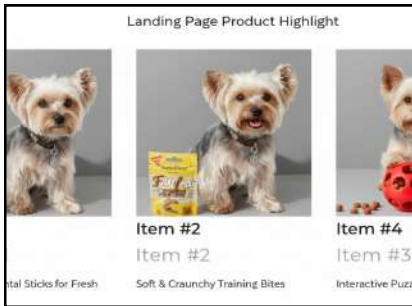 Landing Page Product Highlight
Item #2
Item #4
Item #2
Item #3
ntal Sticks for Fresh
Soft & Craunchy Training Bites
Interactive Puzz